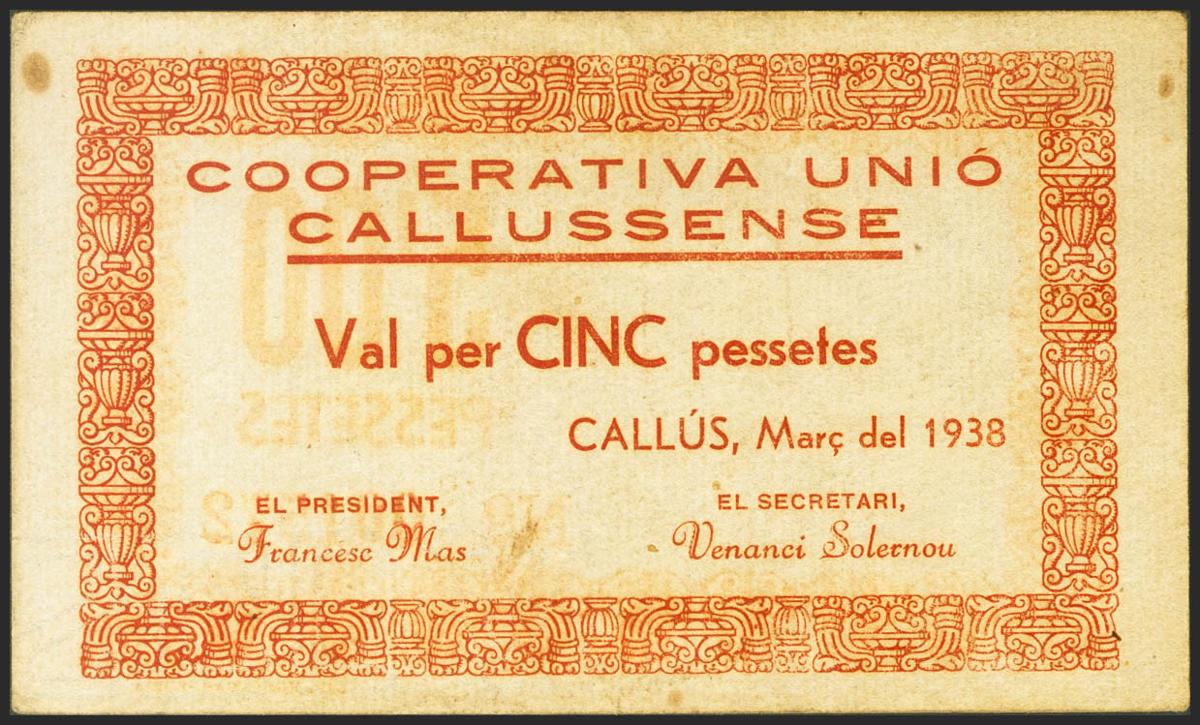 COOPERATIVA UNIÓ
CALLUSSENSE
Val per CINC pessetes
CALLÚS, Març del 1938
EL PRESIDENT,
Francesc Mas
EL SECRETARI,
Venanci Solernou
PESSETES